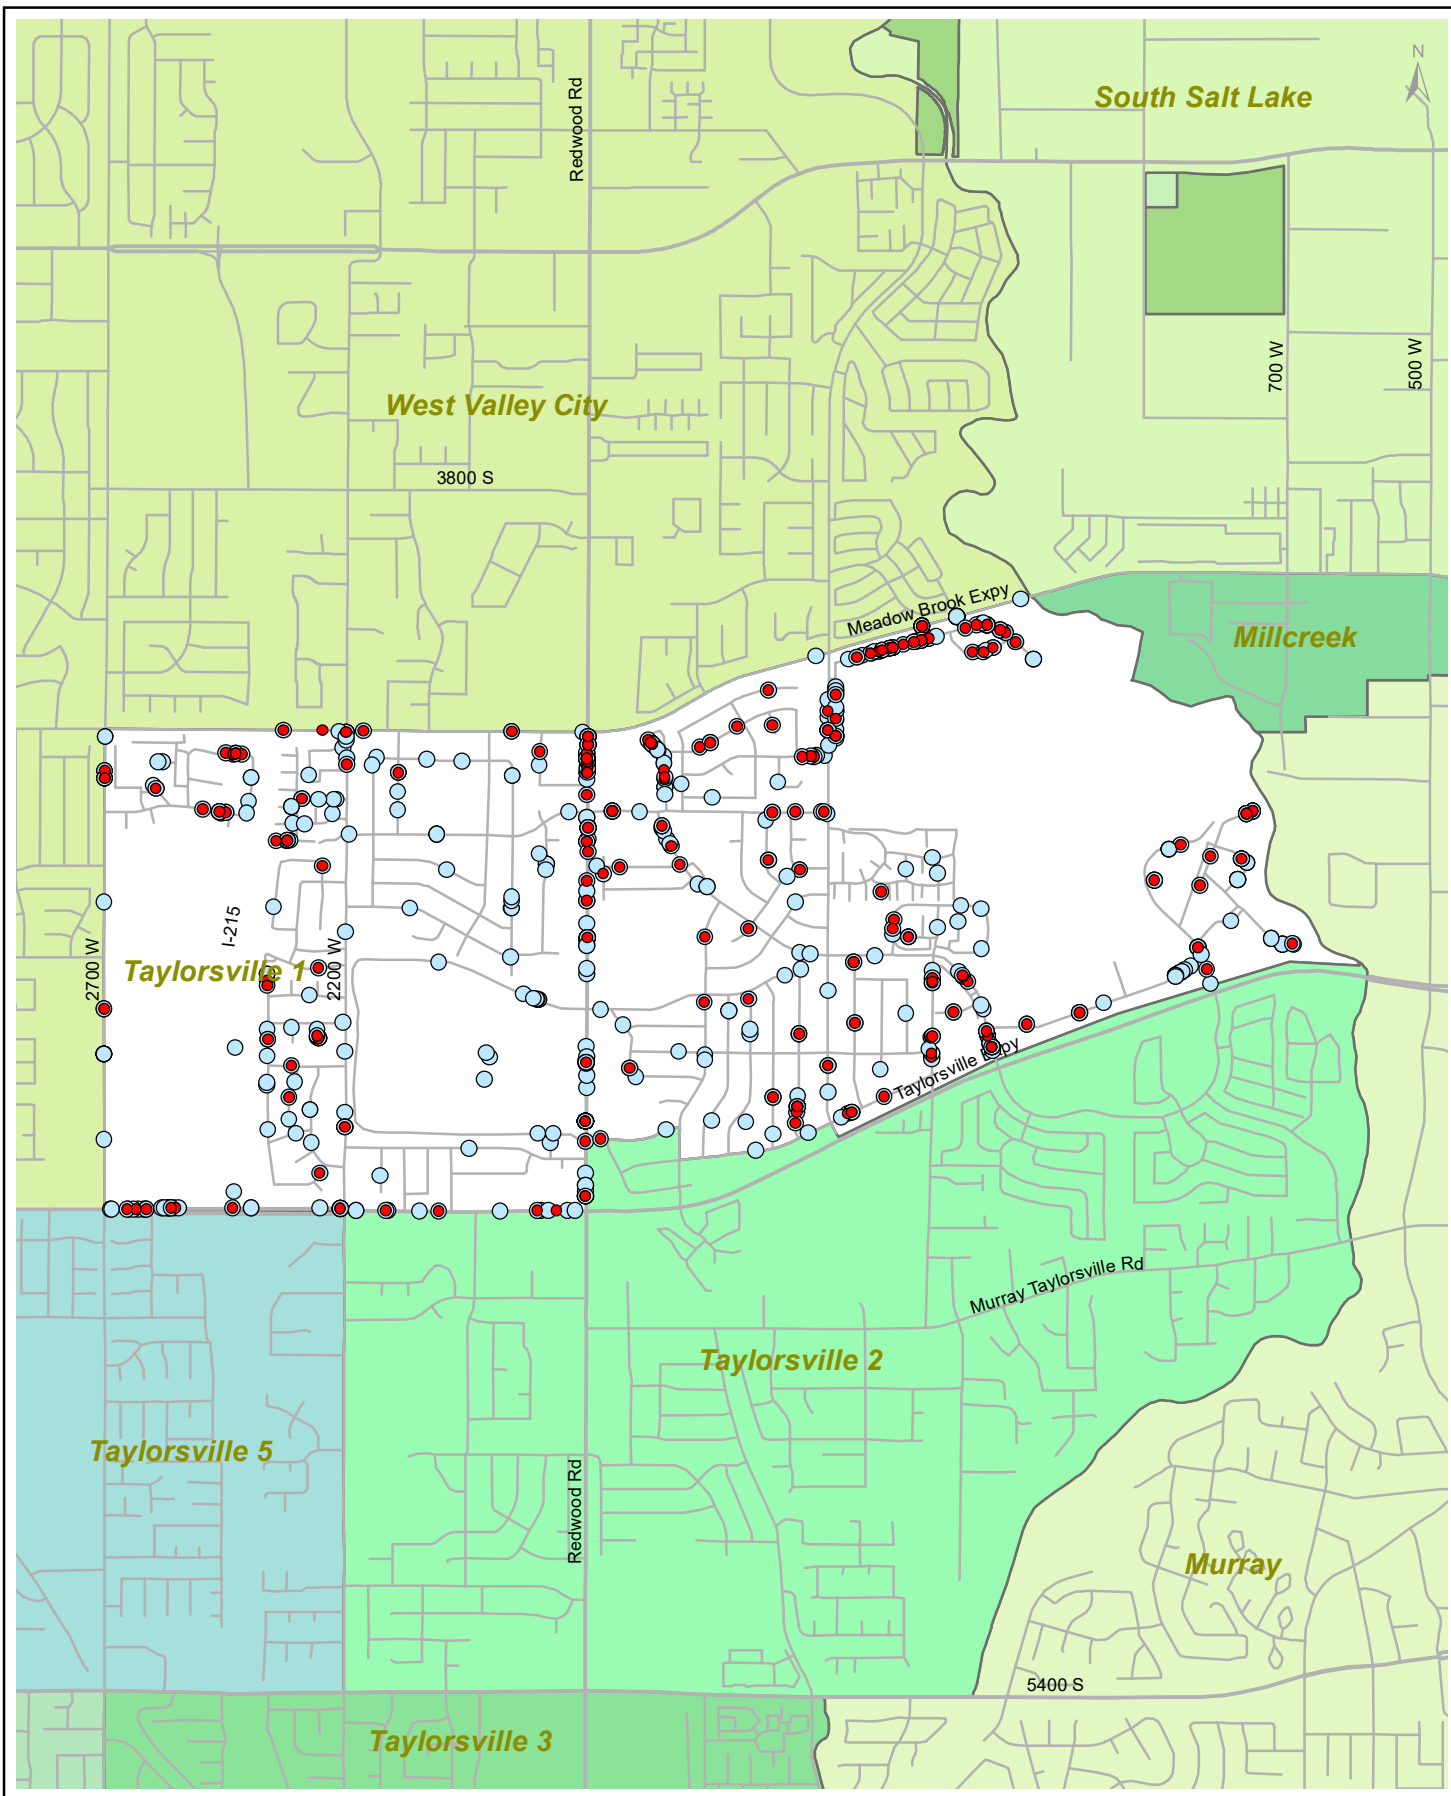 N
South Salt Lake
Redwood Rd
700 W
500 W
West Valley City
3800 S
Meadow Brook Expy
Millcreek
I-215
2700 W
Taylorsville 1
2200 W
Taylorsville Expy
Murray Taylorsville Rd
Taylorsville 2
Taylorsville 5
Redwood Rd
Murray
5400 S
Taylorsville 3